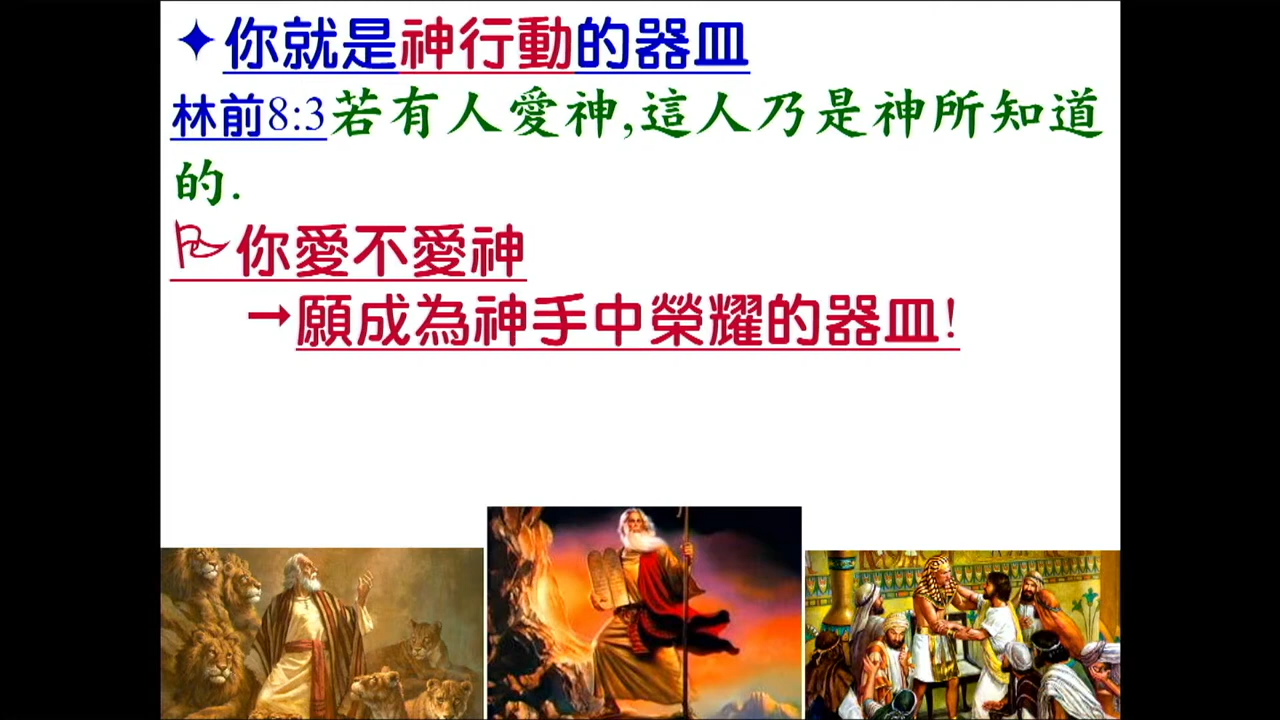 ✦你就是神行動的器皿
林前8:3若有人愛神,這人乃是神所知道
的.
你愛不愛神
→願成為神手中榮耀的器皿!